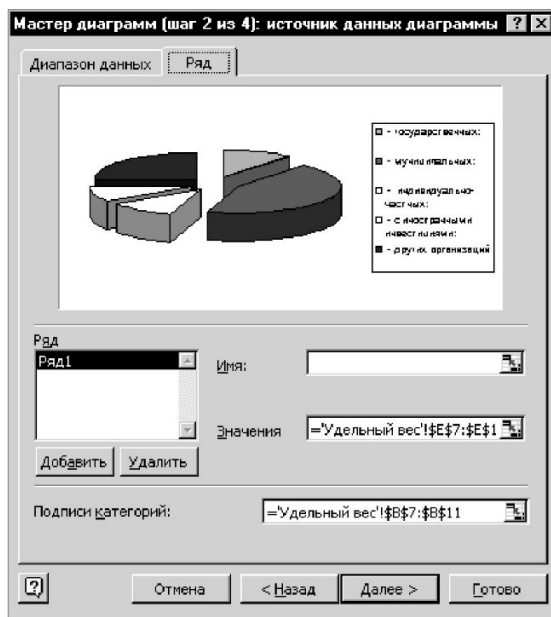 Мастер диаграмм (шаг 2 из 4): источник данных диаграммы
Диапазон данных Ряд
- государственных:
- муниципальных:
- индивидуально-
частных:
- с иностранными
инвестициями:
- других организаций
Ряд
Ряд1
Имя:
Значения
='Удельный вес'!$E$7:$E$1
Добавить Удалить
Подписи категорий:
='Удельный вес'!$B$7:$B$11
Отмена < Назад Далее > Готово